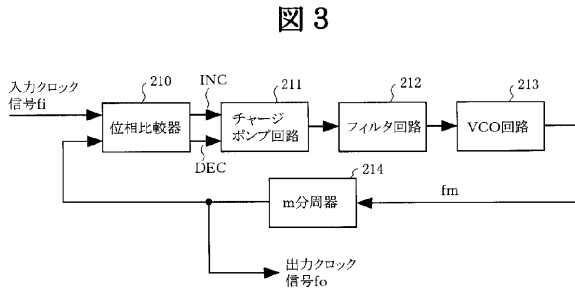 図3
入力クロック
信号fi
210
INC
211
212
213
位相比較器
チャージ
ポンプ回路
フィルタ回路
VCO回路
DEC
214
m分周器
fm
出力クロック
信号fo